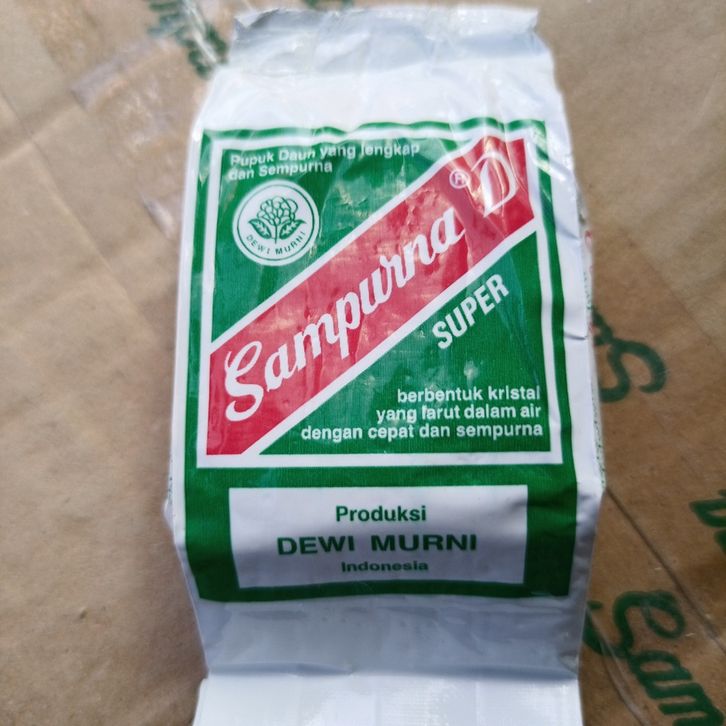 Pupuk Daun yang lengkap
dan Sempurna
DEWI MURNI
Sampurna® D
SUPER
berbentuk kristal
yang larut dalam air
dengan cepat dan sempurna
Produksi
DEWI MURNI
Indonesia
Sam